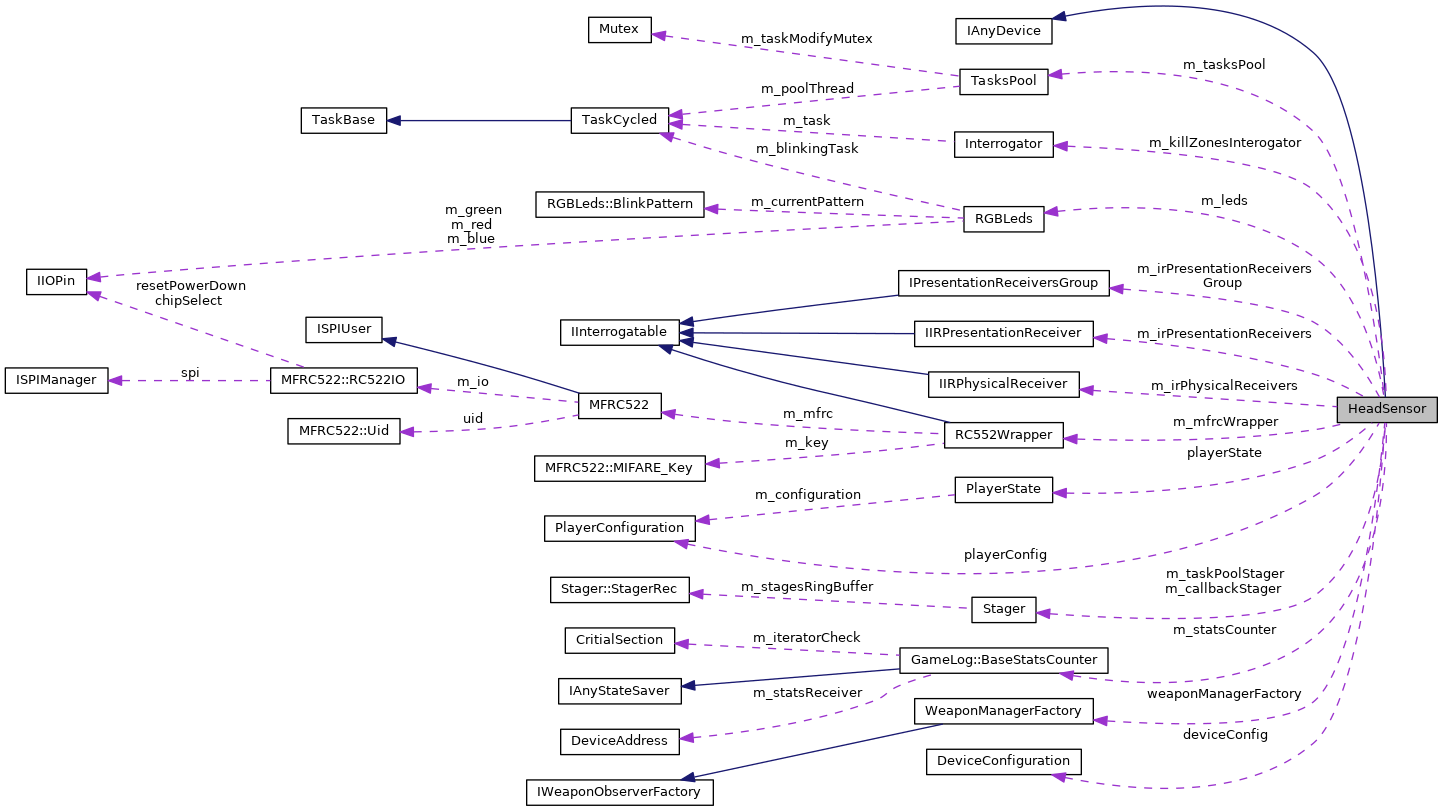 Mutex
IAnyDevice
m_taskModifyMutex
m_tasksPool
TasksPool
m_poolThread
TaskBase
TaskCycled
m_task
Interrogator
m_killZonesInterogator
m_blinkingTask
RGBLeds::BlinkPattern
m_currentPattern
m_leds
RGBLeds
m_green
m_red
m_blue
IIOPin
resetPowerDown
chipSelect
IPresentationReceiversGroup
m_irPresentationReceivers
Group
ISPIUser
IInterrogatable
IIRPresentationReceiver
m_irPresentationReceivers
ISPIManager
spi
MFRC522::RC522IO
m_io
IIRPhysicalReceiver
m_irPhysicalReceivers
MFRC522
HeadSensor
MFRC522::Uid
uid
m_mfrc
RC552Wrapper
m_mfrcWrapper
m_key
MFRC522::MIFARE_Key
playerState
PlayerState
m_configuration
PlayerConfiguration
playerConfig
Stager::StagerRec
m_stagesRingBuffer
m_taskPoolStager
m_callbackStager
Stager
CritialSection
m_iteratorCheck
m_statsCounter
GameLog::BaseStatsCounter
IAnyStateSaver
m_statsReceiver
weaponManagerFactory
WeaponManagerFactory
DeviceAddress
deviceConfig
DeviceConfiguration
IWeaponObserverFactory